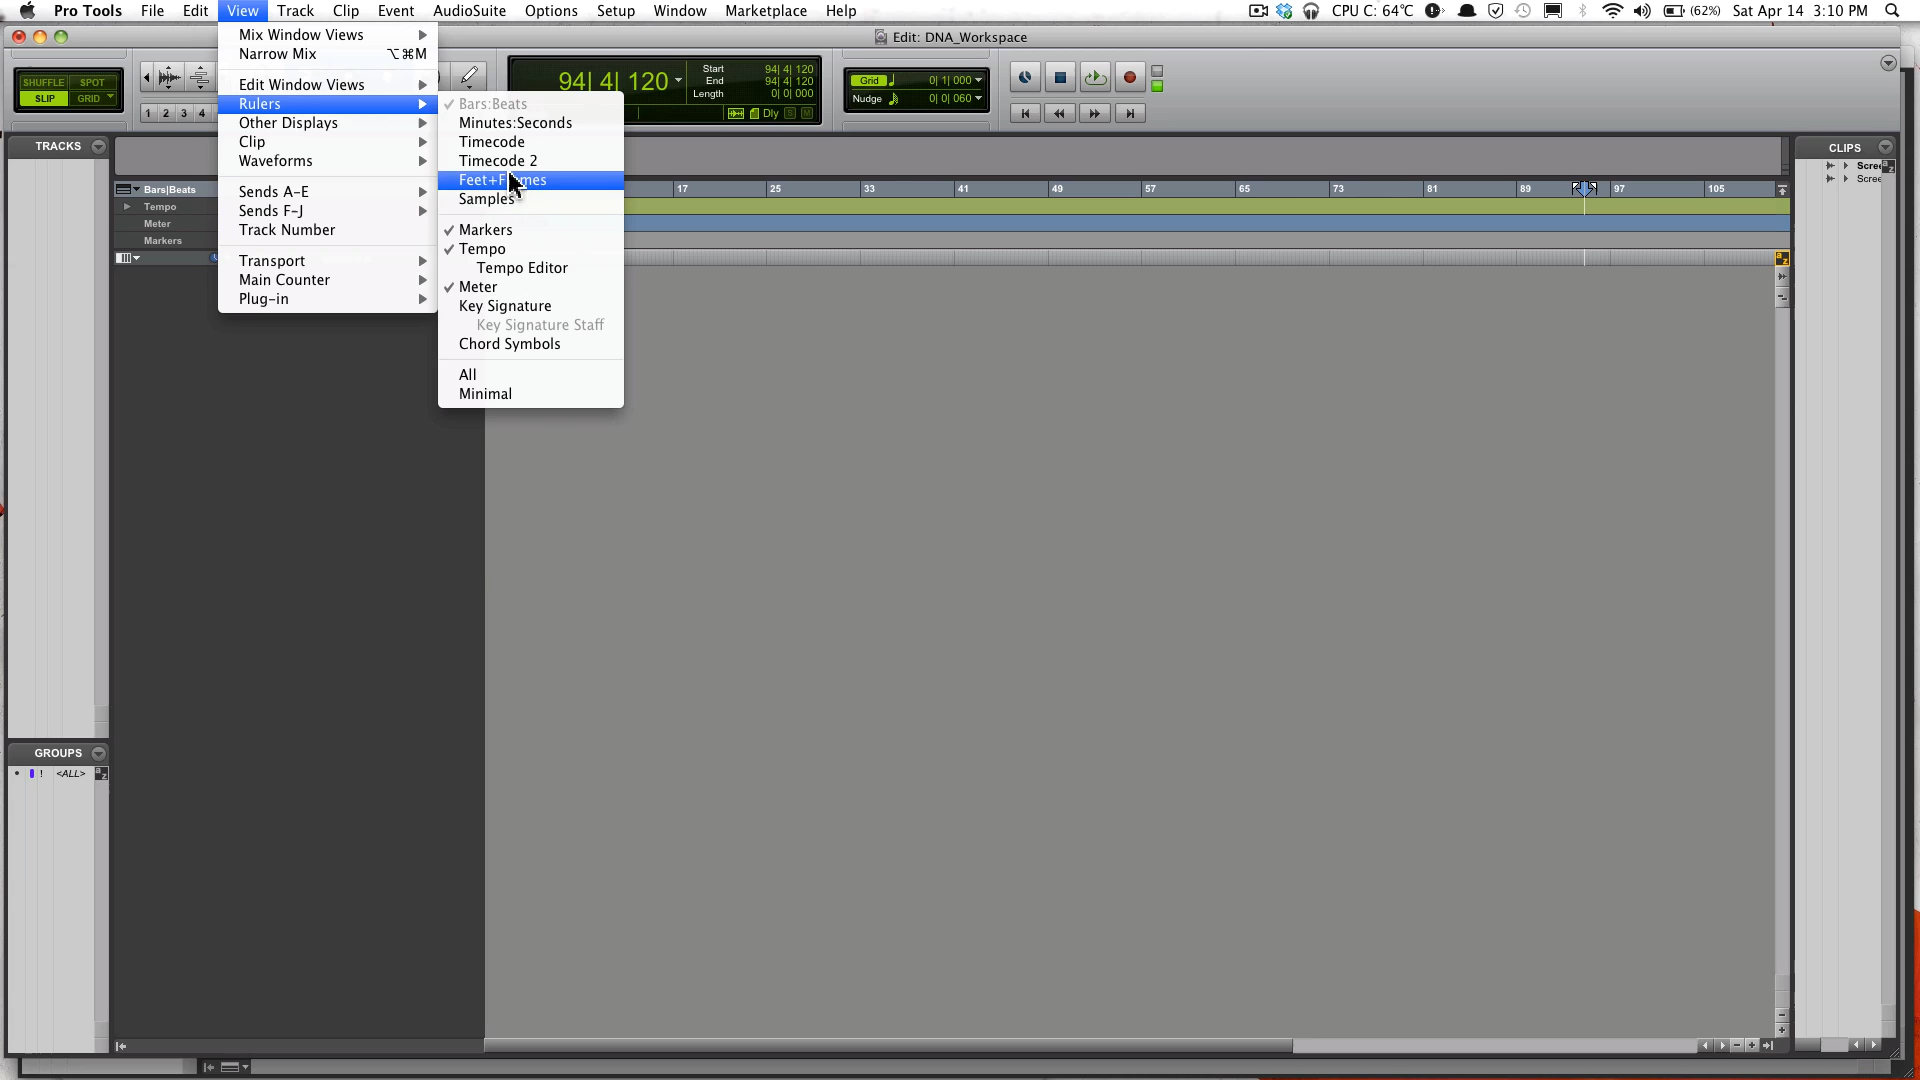 Pro Tools File Edit View Track Clip Event AudioSuite Options Setup Window Marketplace Help CPU C: 64℃ (62%) Sat Apr 14 3:10 PM
Edit: DNA_Workspace
Mix Window Views
Narrow Mix ⌥⌘M
Edit Window Views
Rulers
Other Displays
Clip
Waveforms
Sends A-E
Sends F-J
Track Number
Transport
Main Counter
Plug-in
Bars:Beats
Minutes:Seconds
Timecode
Timecode 2
Feet+Frames
Samples
Markers
Tempo
Tempo Editor
Meter
Key Signature
Key Signature Staff
Chord Symbols
All
Minimal
SHUFFLE SPOT
SLIP GRID
1 2 3 4
94| 4| 120
Start 94| 4| 120
End 94| 4| 120
Length 0| 0| 000
Dly S M
Grid 0| 1| 000
Nudge 0| 0| 060
TRACKS
CLIPS
Scree
Scree
Bars|Beats
17 25 33 41 49 57 65 73 81 89 97 105
Tempo
Meter
Markers
GROUPS
! <ALL>
a z